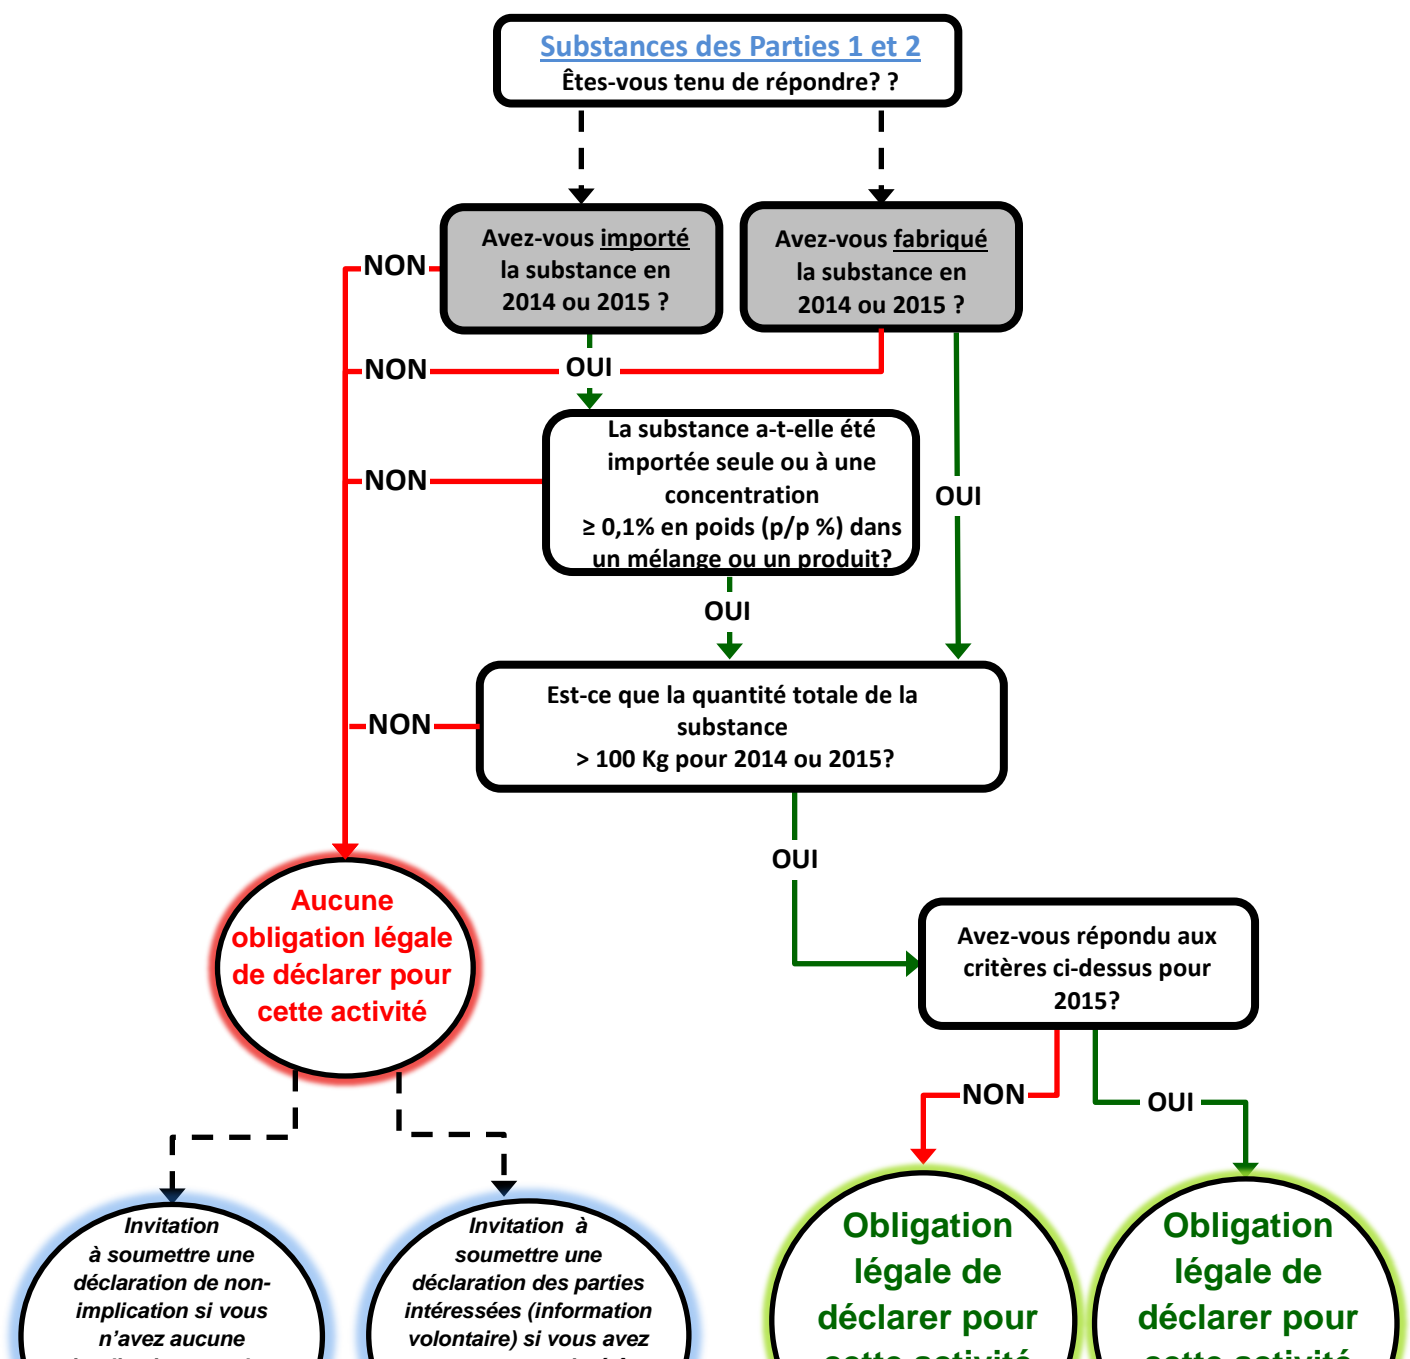 Substances des Parties 1 et 2
Êtes-vous tenu de répondre? ?
Avez-vous importé
la substance en
2014 ou 2015 ?
Avez-vous fabriqué
la substance en
2014 ou 2015 ?
NON
NON
OUI
La substance a-t-elle été
importée seule ou à une
concentration
≥ 0,1% en poids (p/p %) dans
un mélange ou un produit?
NON
OUI
OUI
Est-ce que la quantité totale de la
substance
> 100 Kg pour 2014 ou 2015?
NON
OUI
Aucune
obligation légale
de déclarer pour
cette activité
Avez-vous répondu aux
critères ci-dessus pour
2015?
NON
OUI
Invitation
à soumettre une
déclaration de non-
implication si vous
n'avez aucune
Invitation à
soumettre une
déclaration des parties
intéressées (information
volontaire) si vous avez
Obligation
légale de
déclarer pour
cette activité
Obligation
légale de
déclarer pour
cette activité